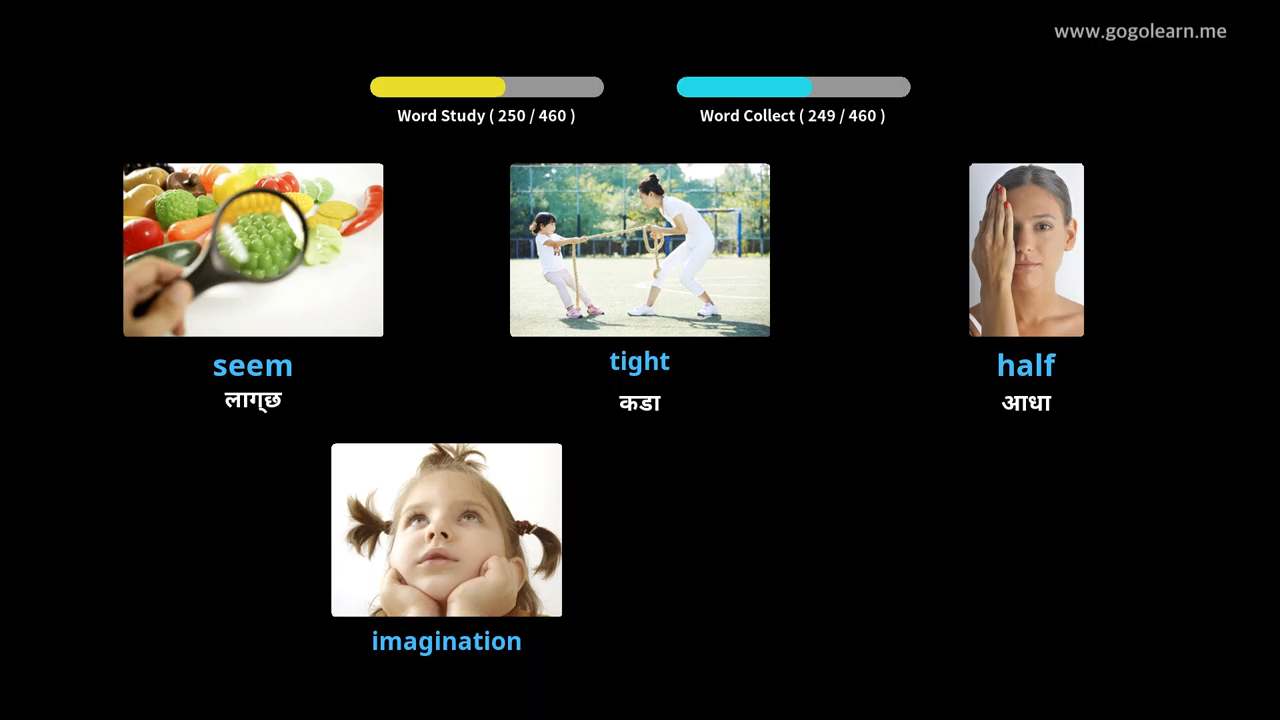 www.gogolearn.me
Word Study ( 250 / 460 )
Word Collect ( 249 / 460 )
seem
tight
half
लाग्छ
कडा
आधा
imagination